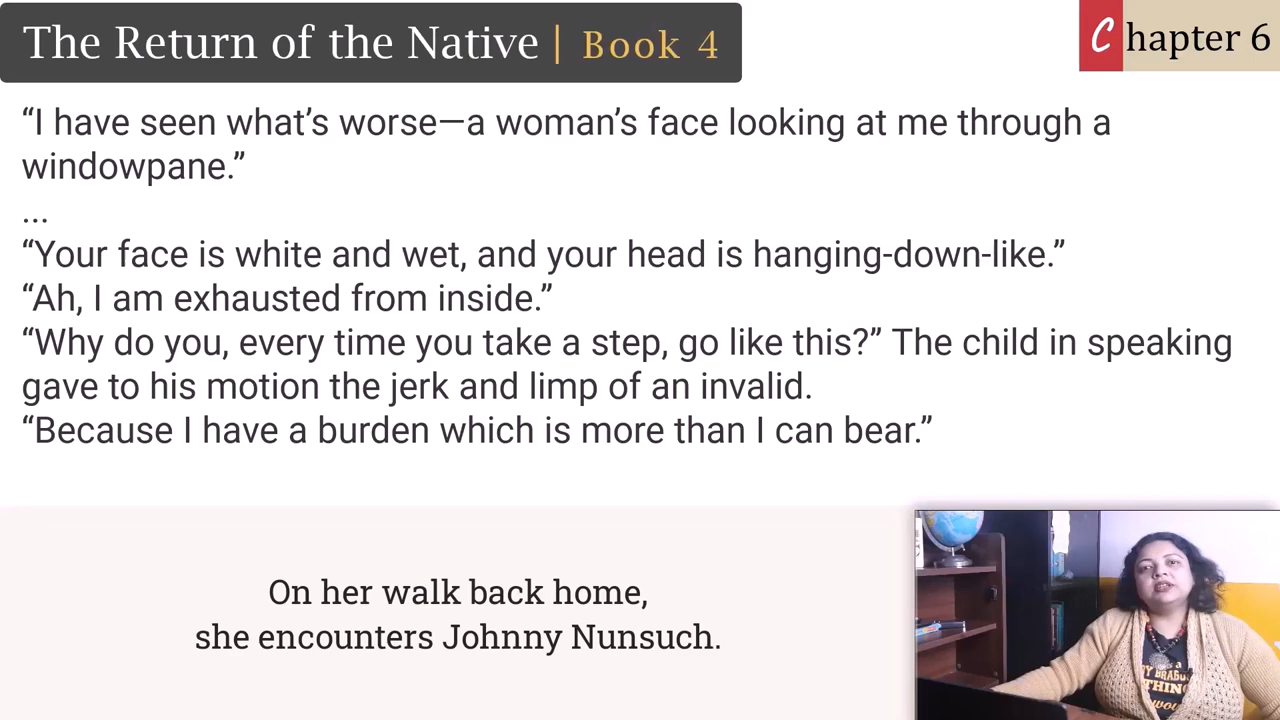 The Return of the Native | Book 4
Chapter 6
“I have seen what’s worse—a woman’s face looking at me through a
windowpane.”
...
“Your face is white and wet, and your head is hanging-down-like.”
“Ah, I am exhausted from inside.”
“Why do you, every time you take a step, go like this?” The child in speaking
gave to his motion the jerk and limp of an invalid.
“Because I have a burden which is more than I can bear.”
On her walk back home,
she encounters Johnny Nunsuch.